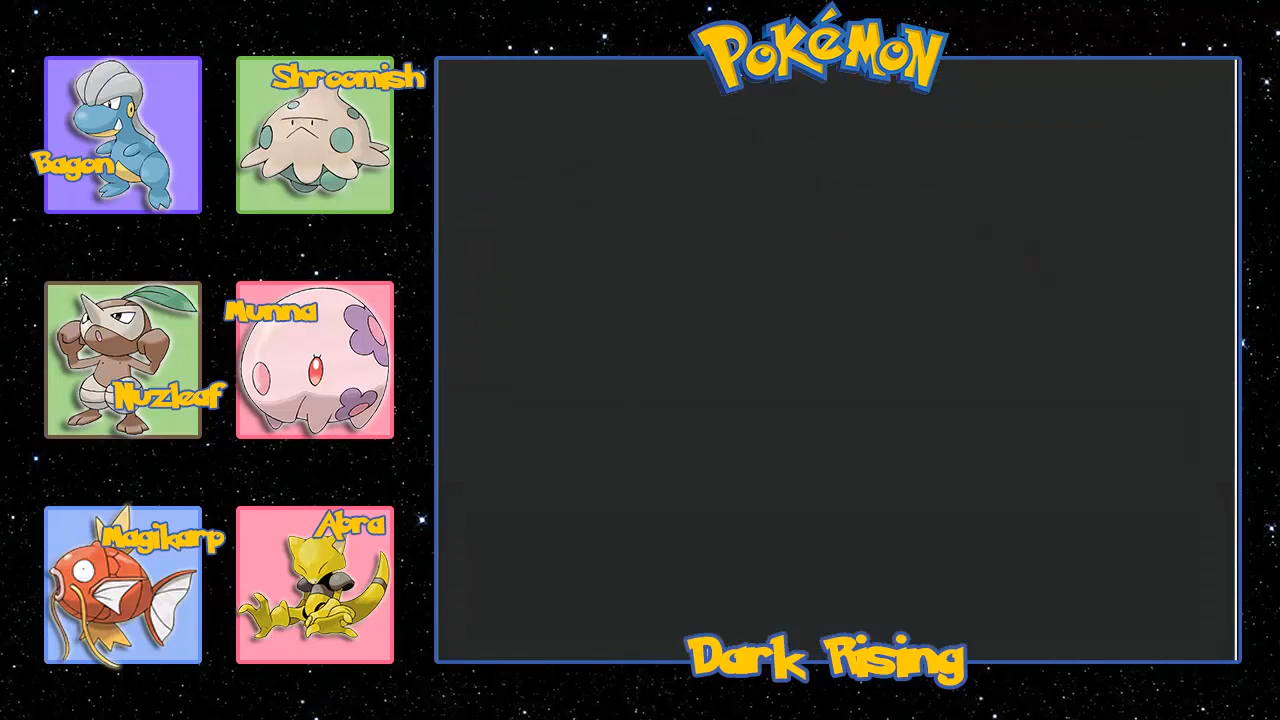 POKéMON
Shroomish
Bagon
Munna
Nuzleaf
Magikarp
Abra
Dark Rising